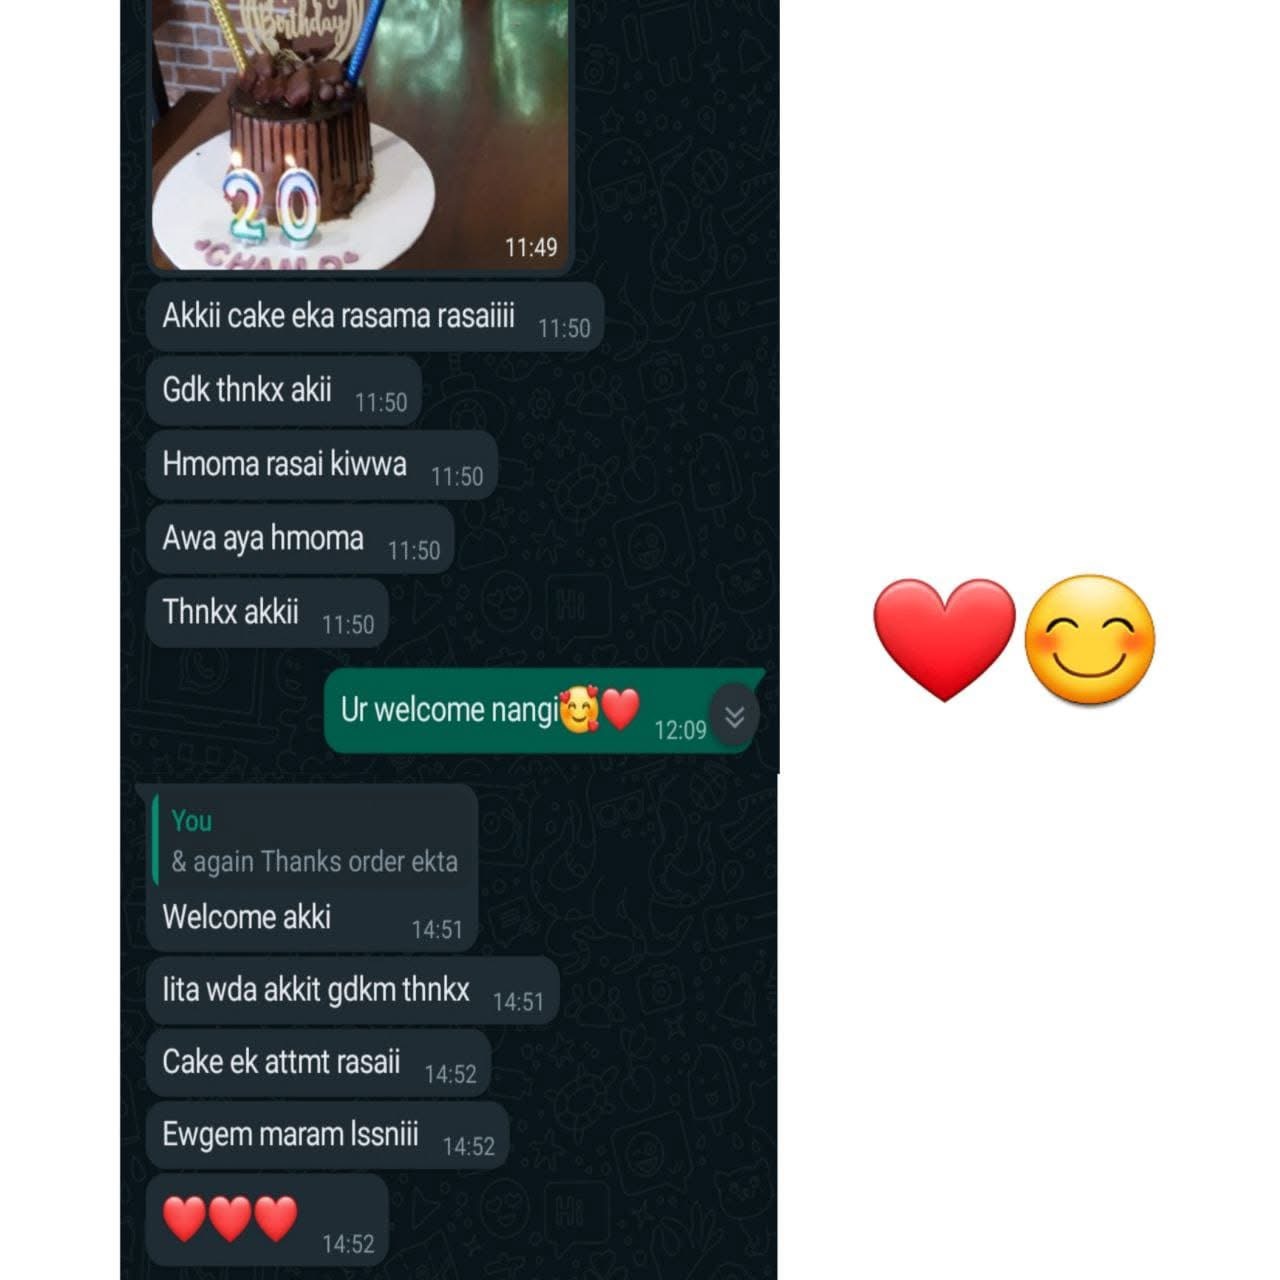 Birthday
20
11:49
Akkii cake eka rasama rasaiiii 11:50
Gdk thnkx akii 11:50
Hmoma rasai kiwwa 11:50
Awa aya hmoma 11:50
Thnkx akkii 11:50
Ur welcome nangi🥰❤️ 12:09
You
& again Thanks order ekta
Welcome akki 14:51
Iita wda akkit gdkm thnkx 14:51
Cake ek attmt rasaii 14:52
Ewgem maram lssniii 14:52
❤️❤️❤️ 14:52
❤️😊